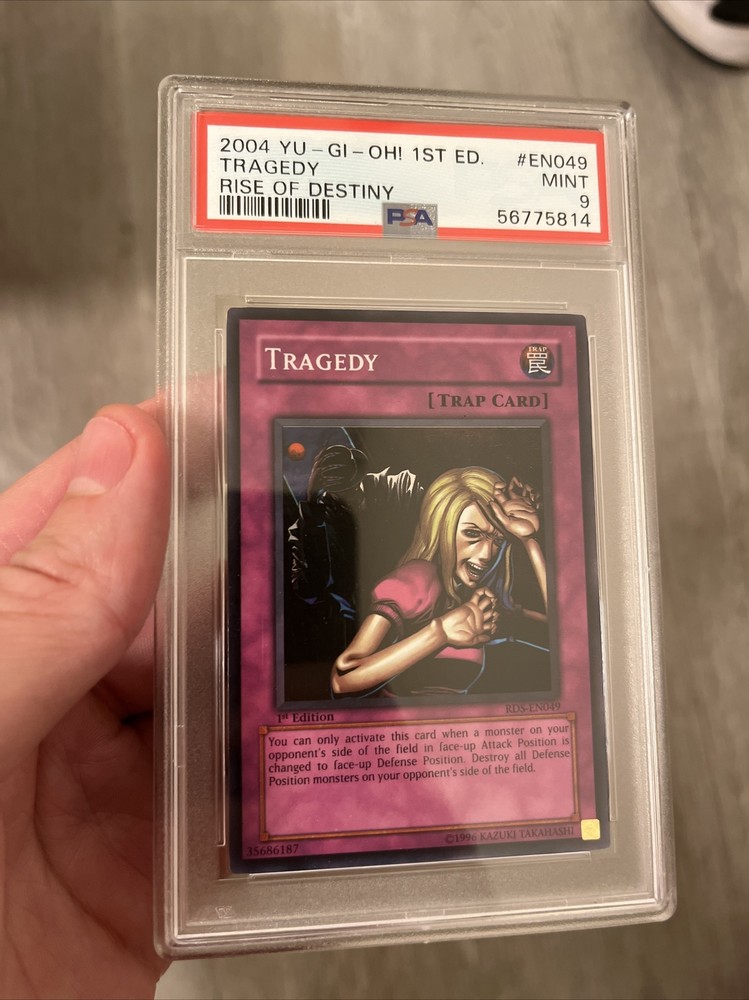 2004 YU-GI-OH! 1ST ED. #EN049
TRAGEDY MINT
RISE OF DESTINY 9
PSA 56775814
TRAGEDY
TRAP
罠
[TRAP CARD]
RDS-EN049
1st Edition
You can only activate this card when a monster on your
opponent's side of the field in face-up Attack Position is
changed to face-up Defense Position. Destroy all Defense
Position monsters on your opponent's side of the field.
35686187 ©1996 KAZUKI TAKAHASHI